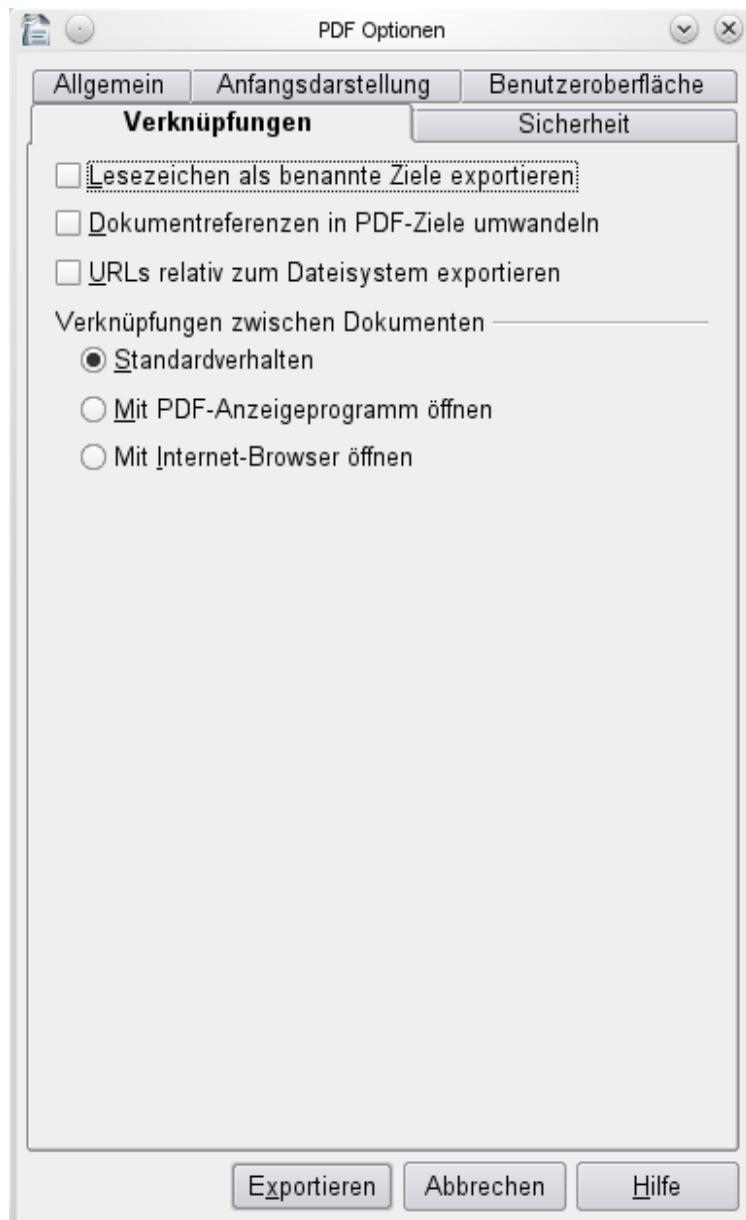 PDF Optionen
Allgemein Anfangsdarstellung Benutzeroberfläche
Verknüpfungen Sicherheit
Lesezeichen als benannte Ziele exportieren
Dokumentreferenzen in PDF-Ziele umwandeln
URLs relativ zum Dateisystem exportieren
Verknüpfungen zwischen Dokumenten
Standardverhalten
Mit PDF-Anzeigeprogramm öffnen
Mit Internet-Browser öffnen
Exportieren Abbrechen Hilfe